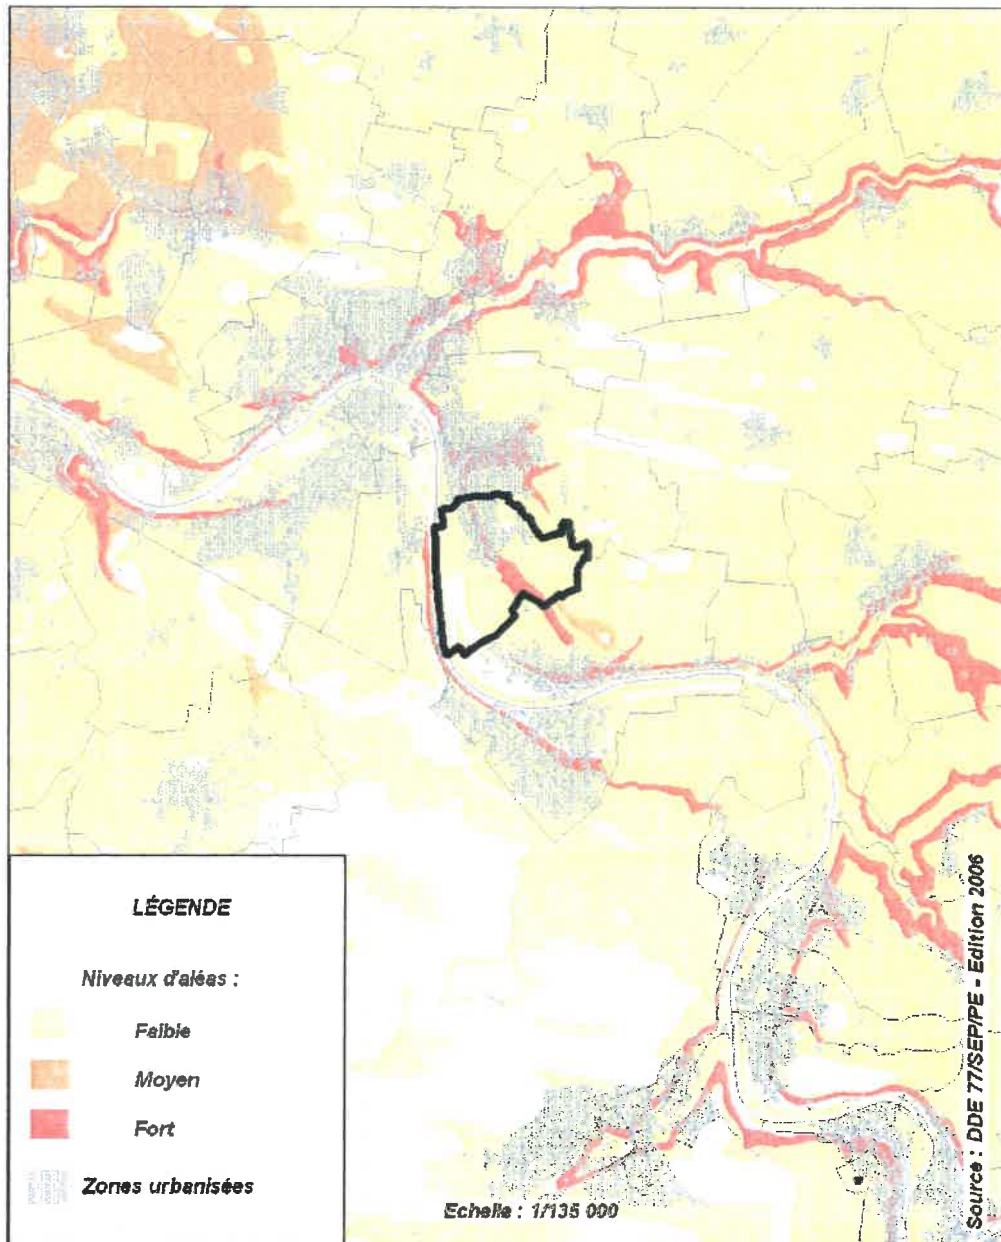 LÉGENDE
Niveaux d'aléas :
Faible
Moyen
Fort
Zones urbanisées
Echelle : 1/135 000
Source : DDE 77/SEP/PE - Edition 2006